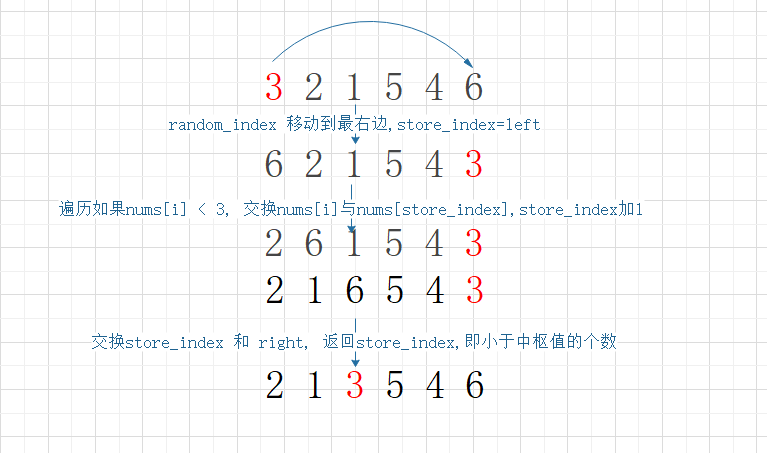 3 2 1 5 4 6
random_index 移动到最右边,store_index=left
6 2 1 5 4 3
遍历如果nums[i] < 3, 交换nums[i]与nums[store_index],store_index加1
2 6 1 5 4 3
2 1 6 5 4 3
交换store_index 和 right, 返回store_index,即小于中枢值的个数
2 1 3 5 4 6